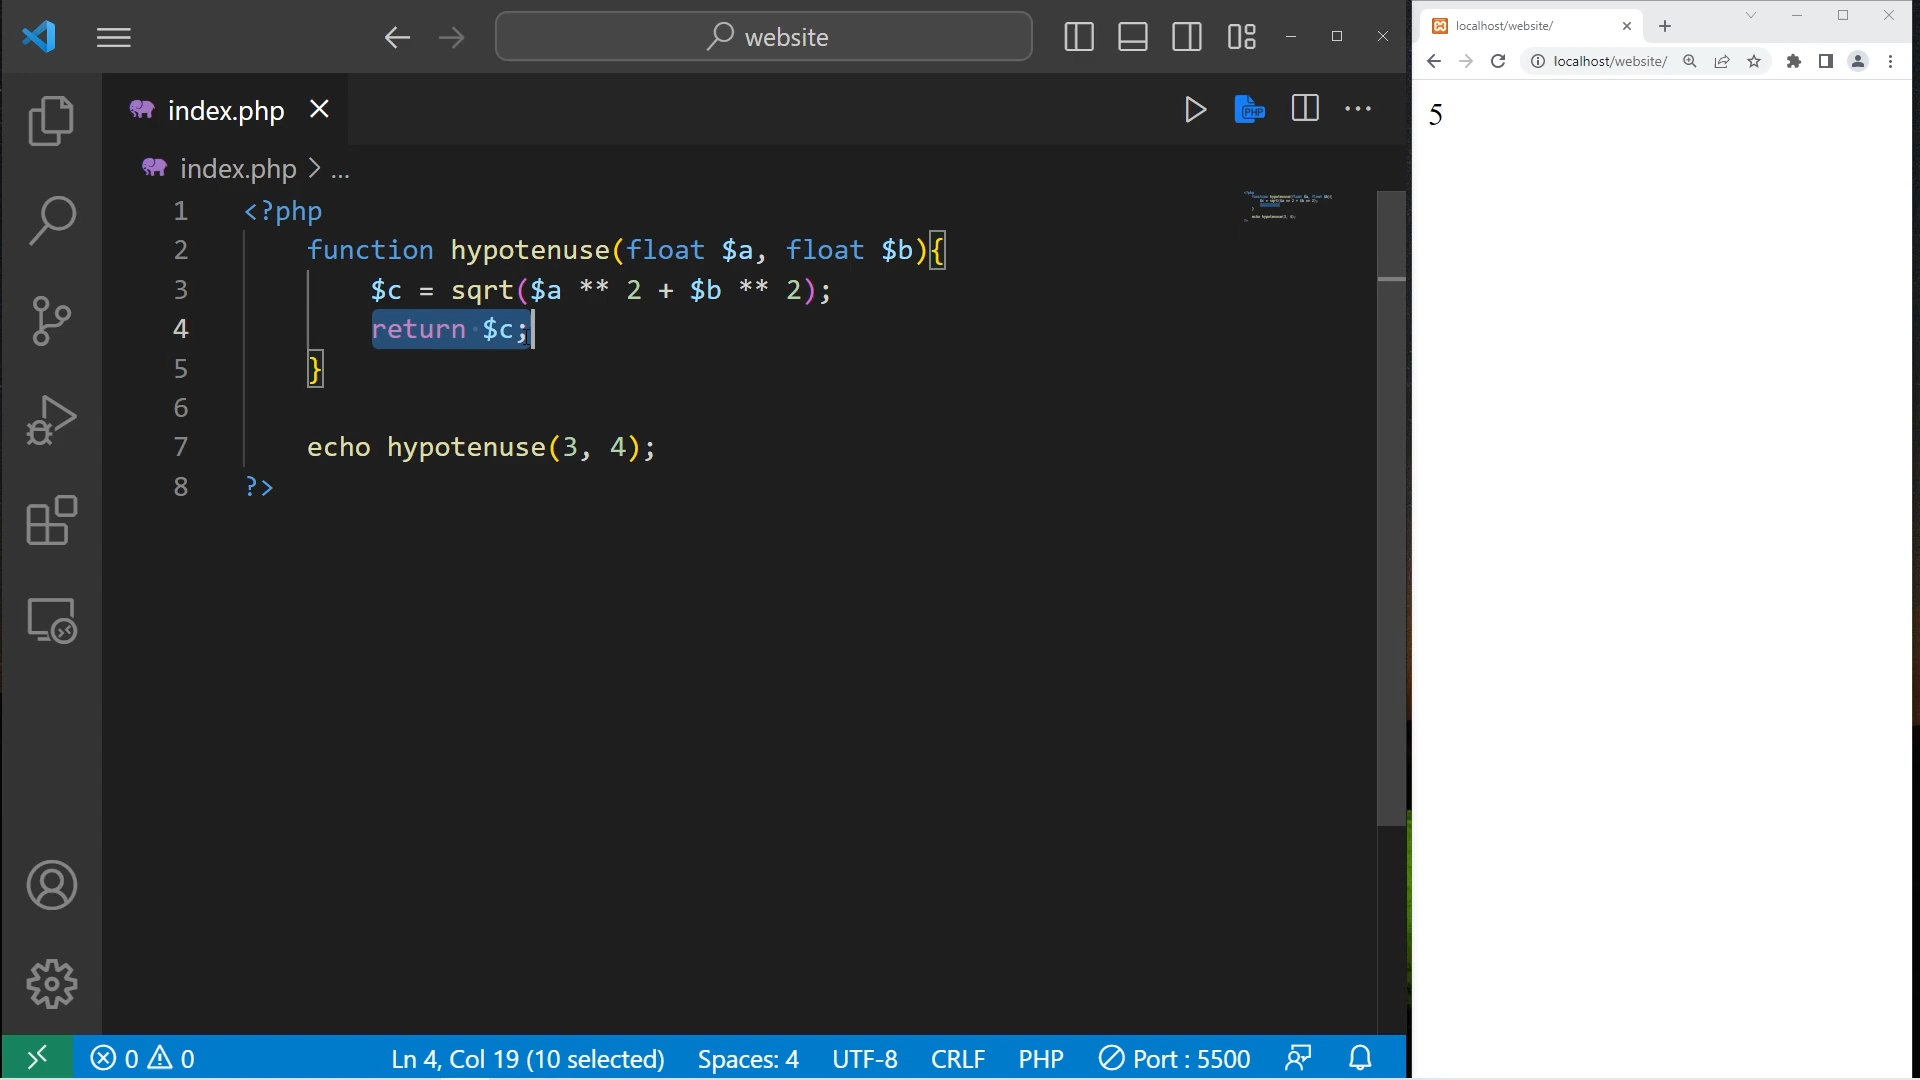 website
index.php
index.php > ...
1 <?php
2 function hypotenuse(float $a, float $b){
3 $c = sqrt($a ** 2 + $b ** 2);
4 return $c;
5 }
6
7 echo hypotenuse(3, 4);
8 ?>
0 0 Ln 4, Col 19 (10 selected) Spaces: 4 UTF-8 CRLF PHP Port : 5500
localhost/website/
localhost/website/
5